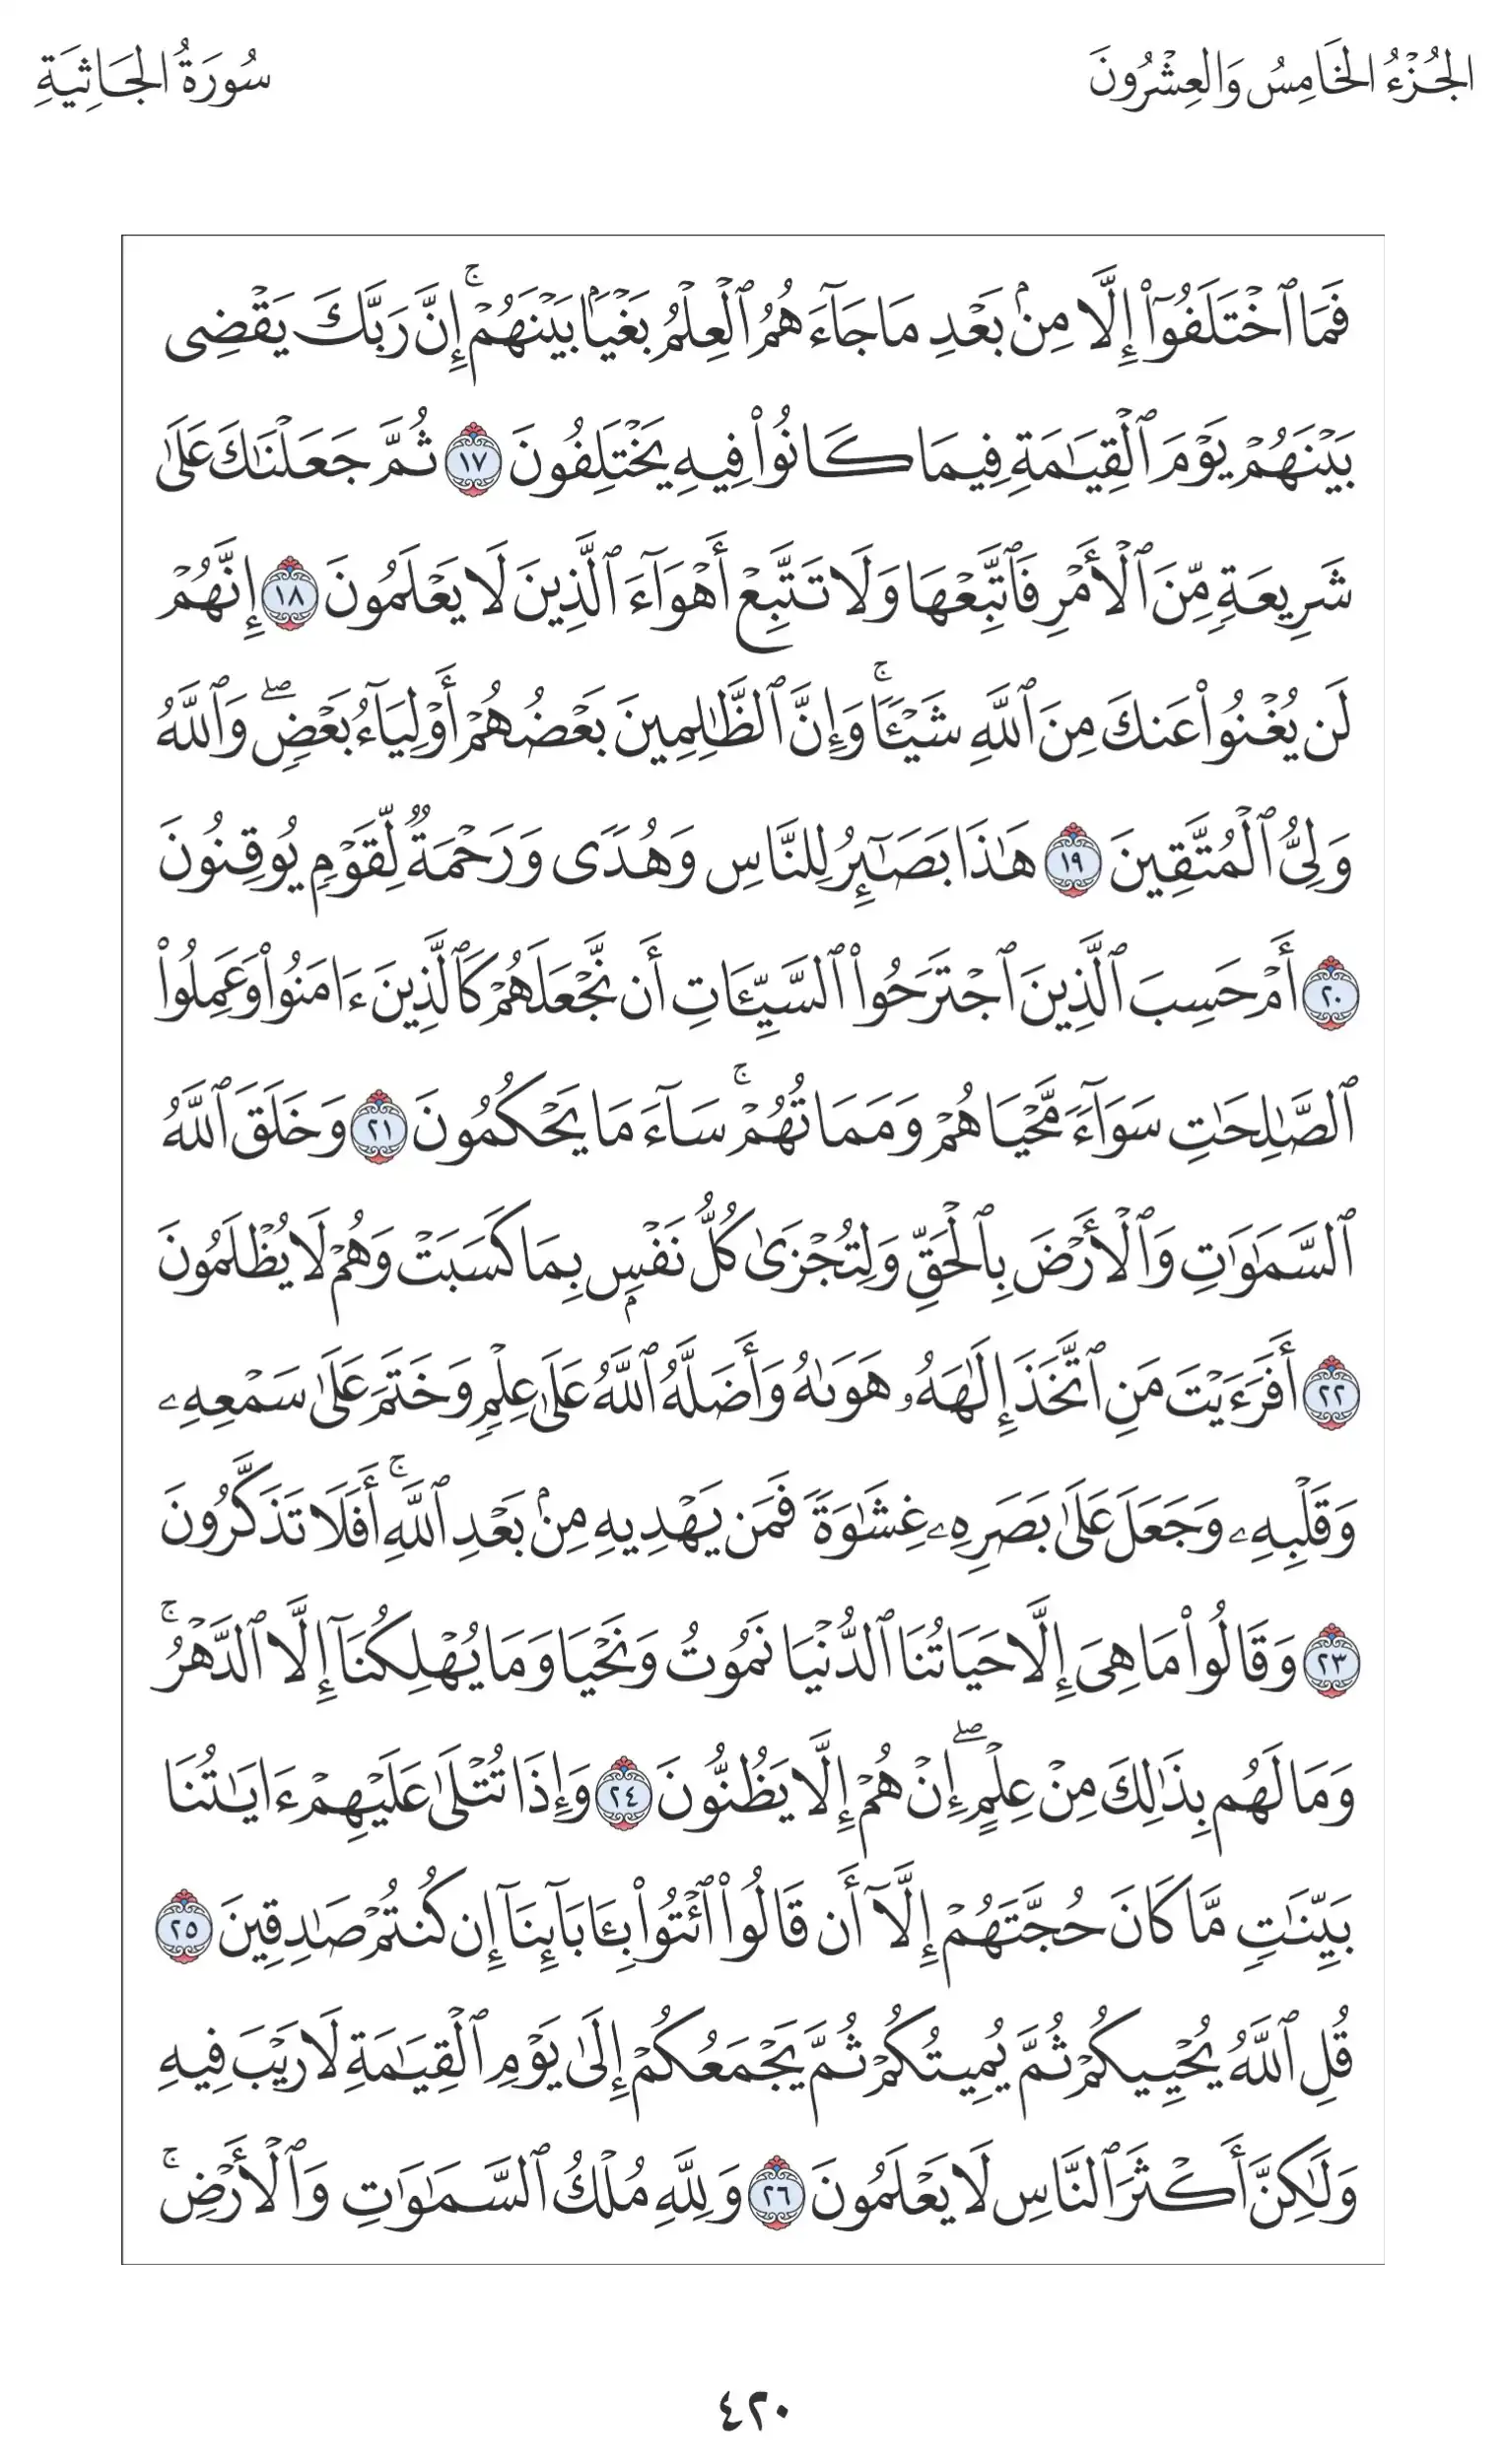 الجُزْءُ الخَامِسُ وَالعِشْرُونَ
سُورَةُ الجَاثِيَةِ
فَمَا ٱخْتَلَفُوٓا۟ إِلَّا مِنۢ بَعْدِ مَا جَآءَهُمُ ٱلْعِلْمُ بَغْيًۢا بَيْنَهُمْ ۚ إِنَّ رَبَّكَ يَقْضِى
بَيْنَهُمْ يَوْمَ ٱلْقِيَـٰمَةِ فِيمَا كَانُوا۟ فِيهِ يَخْتَلِفُونَ ١٧ ثُمَّ جَعَلْنَـٰكَ عَلَىٰ
شَرِيعَةٍ مِّنَ ٱلْأَمْرِ فَٱتَّبِعْهَا وَلَا تَتَّبِعْ أَهْوَآءَ ٱلَّذِينَ لَا يَعْلَمُونَ ١٨ إِنَّهُمْ
لَن يُغْنُوا۟ عَنكَ مِنَ ٱللَّهِ شَيْـًٔا ۚ وَإِنَّ ٱلظَّـٰلِمِينَ بَعْضُهُمْ أَوْلِيَآءُ بَعْضٍ ۖ وَٱللَّهُ
وَلِىُّ ٱلْمُتَّقِينَ ١٩ هَـٰذَا بَصَـٰٓئِرُ لِلنَّاسِ وَهُدًى وَرَحْمَةٌ لِّقَوْمٍ يُوقِنُونَ
٢٠ أَمْ حَسِبَ ٱلَّذِينَ ٱجْتَرَحُوا۟ ٱلسَّيِّـَٔاتِ أَن نَّجْعَلَهُمْ كَٱلَّذِينَ ءَامَنُوا۟ وَعَمِلُوا۟
ٱلصَّـٰلِحَـٰتِ سَوَآءً مَّحْيَاهُمْ وَمَمَاتُهُمْ ۚ سَآءَ مَا يَحْكُمُونَ ٢١ وَخَلَقَ ٱللَّهُ
ٱلسَّمَـٰوَٰتِ وَٱلْأَرْضَ بِٱلْحَقِّ وَلِتُجْزَىٰ كُلُّ نَفْسٍۭ بِمَا كَسَبَتْ وَهُمْ لَا يُظْلَمُونَ
٢٢ أَفَرَءَيْتَ مَنِ ٱتَّخَذَ إِلَـٰهَهُۥ هَوَىٰهُ وَأَضَلَّهُ ٱللَّهُ عَلَىٰ عِلْمٍ وَخَتَمَ عَلَىٰ سَمْعِهِۦ
وَقَلْبِهِۦ وَجَعَلَ عَلَىٰ بَصَرِهِۦ غِشَـٰوَةً فَمَن يَهْدِيهِ مِنۢ بَعْدِ ٱللَّهِ ۚ أَفَلَا تَذَكَّرُونَ
٢٣ وَقَالُوا۟ مَا هِىَ إِلَّا حَيَاتُنَا ٱلدُّنْيَا نَمُوتُ وَنَحْيَا وَمَا يُهْلِكُنَآ إِلَّا ٱلدَّهْرُ ۚ
وَمَا لَهُم بِذَٰلِكَ مِنْ عِلْمٍ ۖ إِنْ هُمْ إِلَّا يَظُنُّونَ ٢٤ وَإِذَا تُتْلَىٰ عَلَيْهِمْ ءَايَـٰتُنَا
بَيِّنَـٰتٍ مَّا كَانَ حُجَّتَهُمْ إِلَّآ أَن قَالُوا۟ ٱئْتُوا۟ بِـَٔابَآئِنَآ إِن كُنتُمْ صَـٰدِقِينَ ٢٥
قُلِ ٱللَّهُ يُحْيِيكُمْ ثُمَّ يُمِيتُكُمْ ثُمَّ يَجْمَعُكُمْ إِلَىٰ يَوْمِ ٱلْقِيَـٰمَةِ لَا رَيْبَ فِيهِ
وَلَـٰكِنَّ أَكْثَرَ ٱلنَّاسِ لَا يَعْلَمُونَ ٢٦ وَلِلَّهِ مُلْكُ ٱلسَّمَـٰوَٰتِ وَٱلْأَرْضِ ۚ
٤٢٠